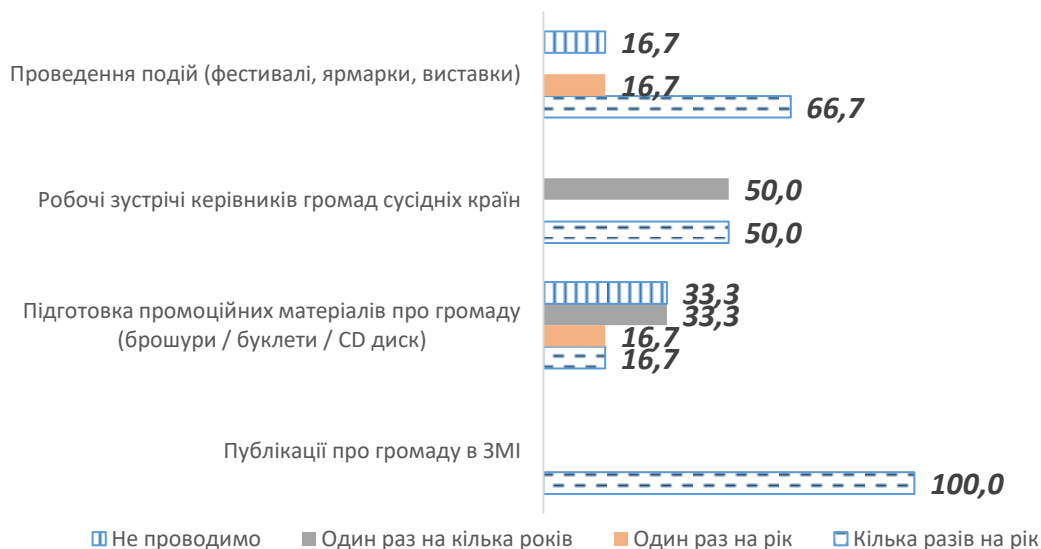 16,7
Проведення подій (фестивалі, ярмарки, виставки)
16,7
66,7
50,0
Робочі зустрічі керівників громад сусідніх країн
50,0
33,3
Підготовка промоційних матеріалів про громаду
33,3
(брошури / буклети / CD диск)
16,7
16,7
Публікації про громаду в ЗМІ
100,0
Не проводимо Один раз на кілька років Один раз на рік Кілька разів на рік